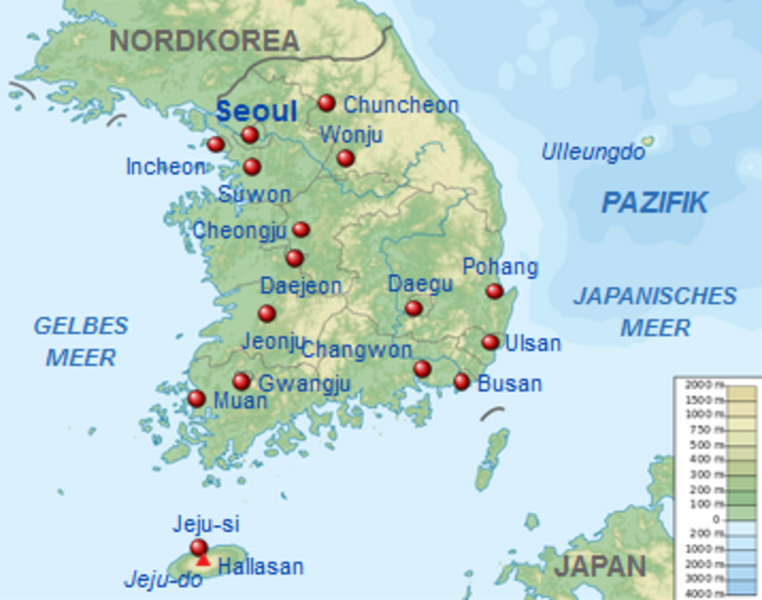 NORDKOREA
Seoul
Chuncheon
Wonju
Incheon
Suwon
Ulleungdo
PAZIFIK
Cheongju
Daejeon
Daegu
Pohang
JAPANISCHES
MEER
GELBES
MEER
Jeonju
Changwon
Ulsan
Gwangju
Busan
Muan
Jeju-si
Hallasan
Jeju-do
JAPAN
2000 m
1500 m
1000 m
750 m
500 m
400 m
300 m
200 m
100 m
0
200 m
1000 m
2000 m
3000 m
4000 m